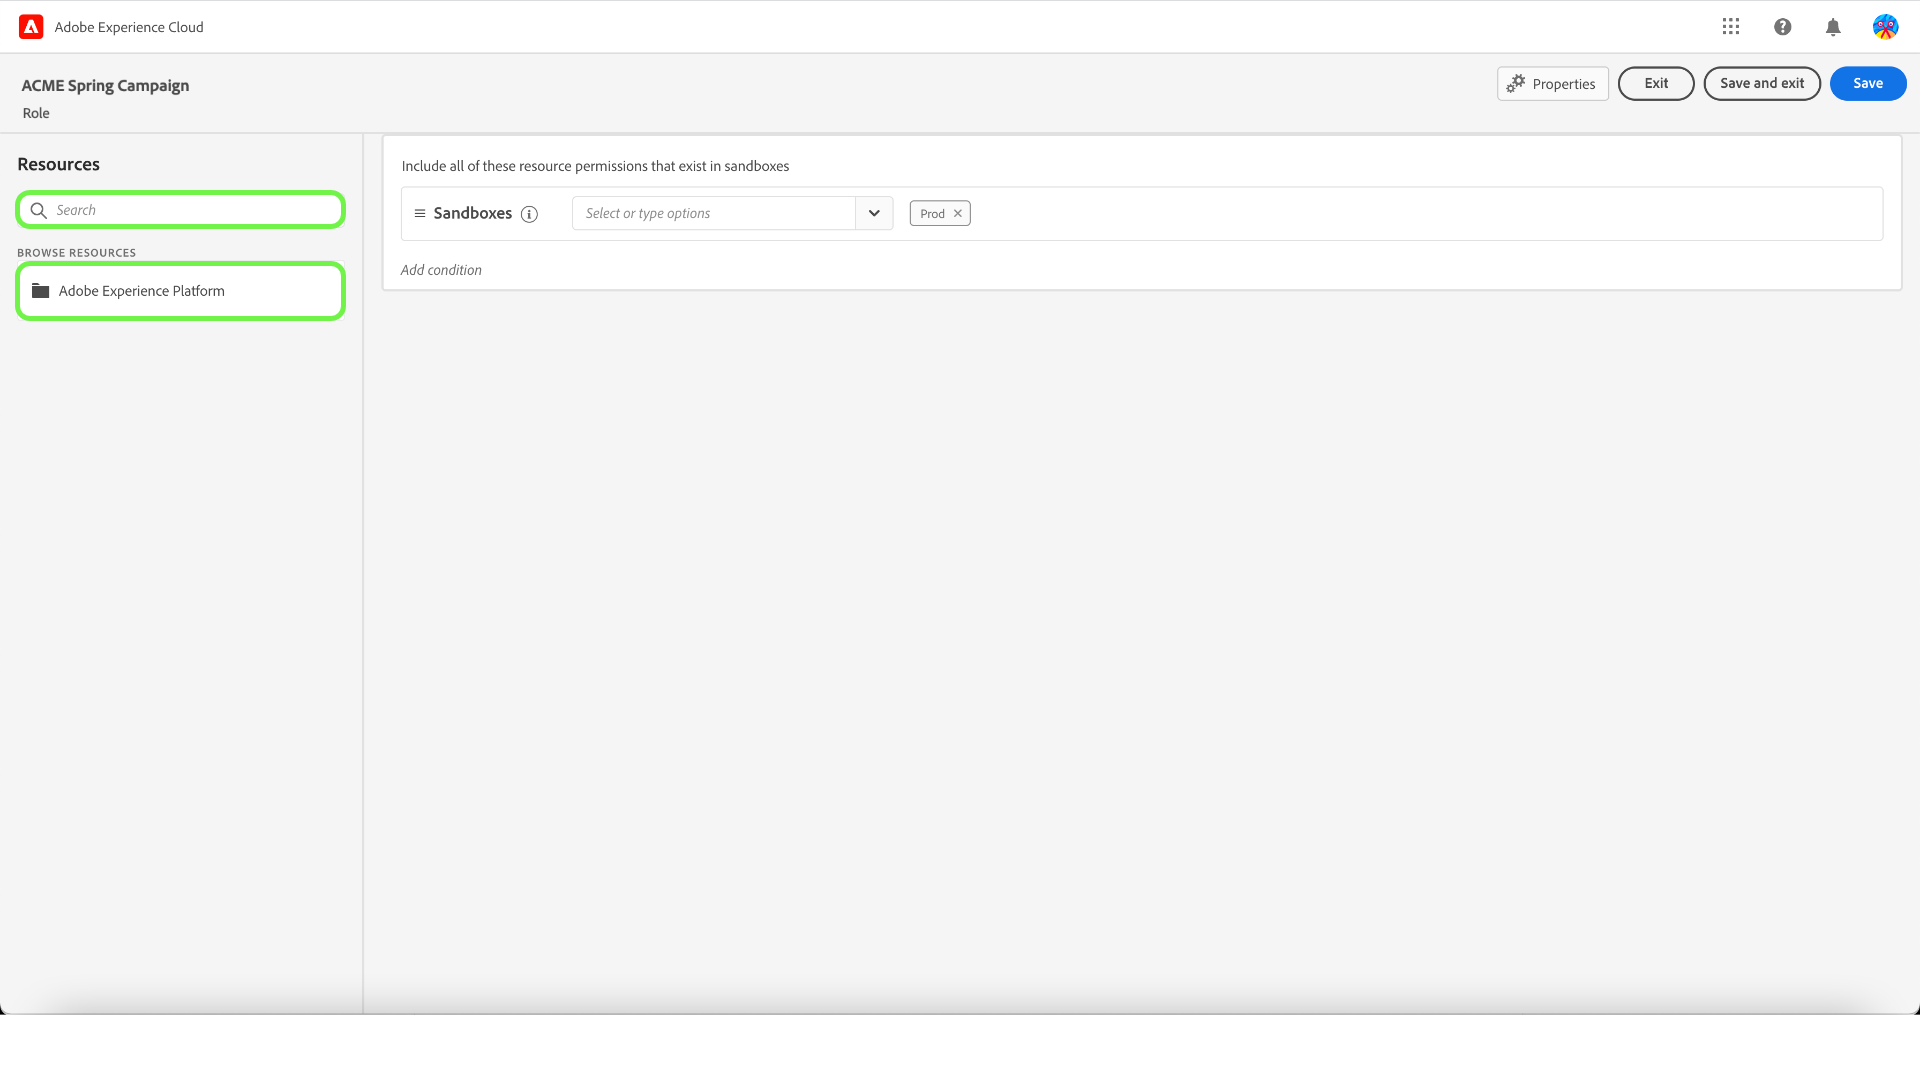 Adobe Experience Cloud
ACME Spring Campaign
Role
Properties
Exit
Save and exit
Save
Resources
Search
BROWSE RESOURCES
Adobe Experience Platform
Include all of these resource permissions that exist in sandboxes
Sandboxes
Select or type options
Prod
Add condition